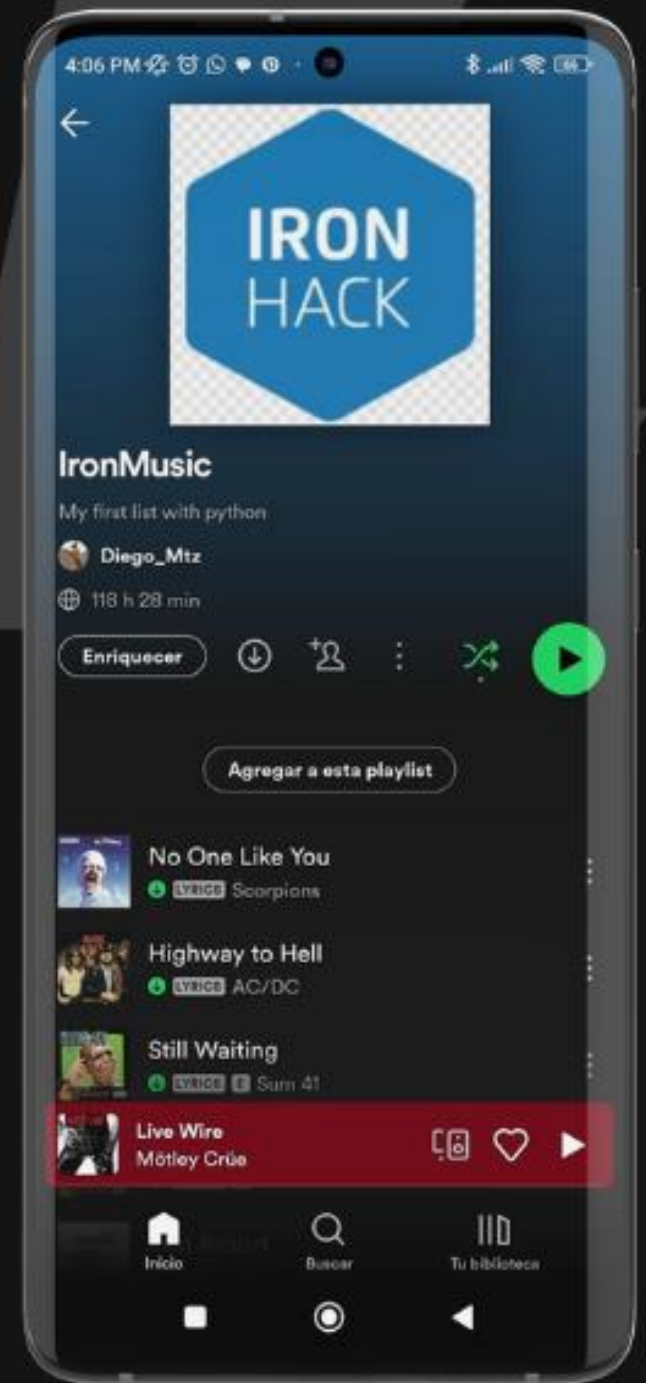 4:06 PM
66
IRON
HACK
IronMusic
My first list with python
Diego_Mtz
118 h 28 min
Enriquecer
Agregar a esta playlist
No One Like You
LYRICS Scorpions
Highway to Hell
LYRICS AC/DC
Still Waiting
LYRICS E Sum 41
Live Wire
Mötley Crüe
Inicio
Buscar
Tu biblioteca